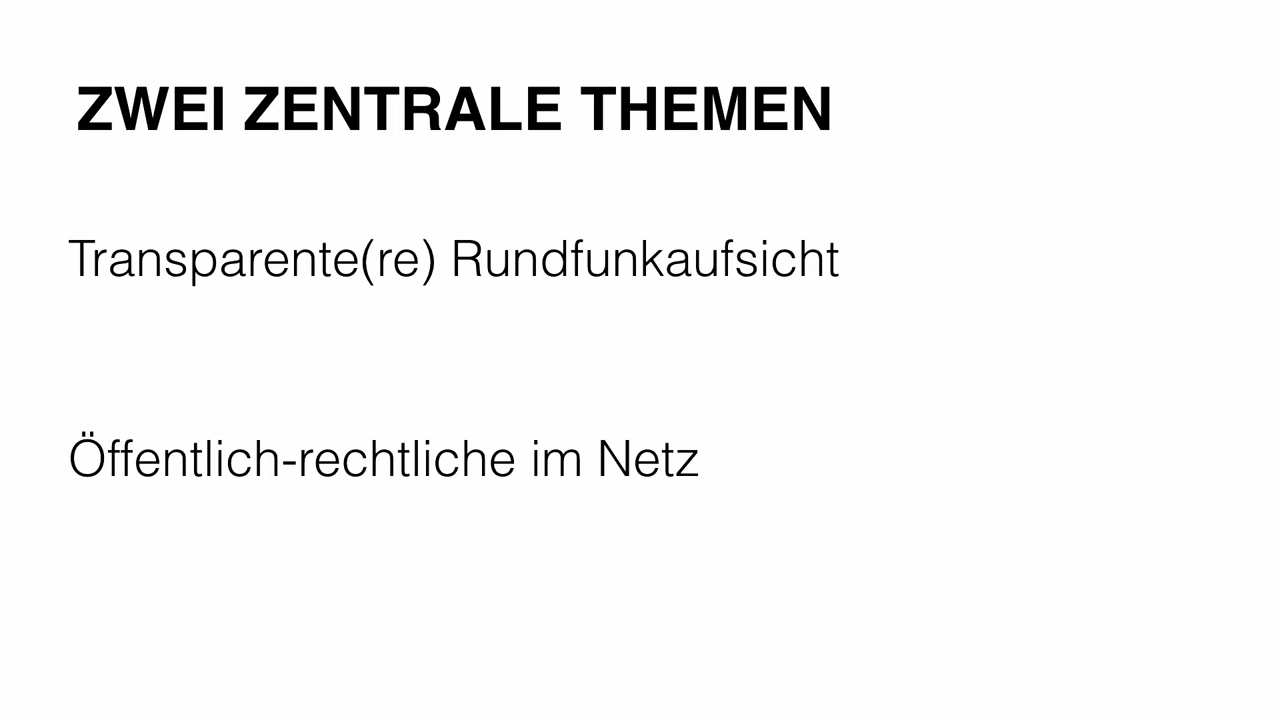 ZWEI ZENTRALE THEMEN
Transparente(re) Rundfunkaufsicht
Öffentlich-rechtliche im Netz